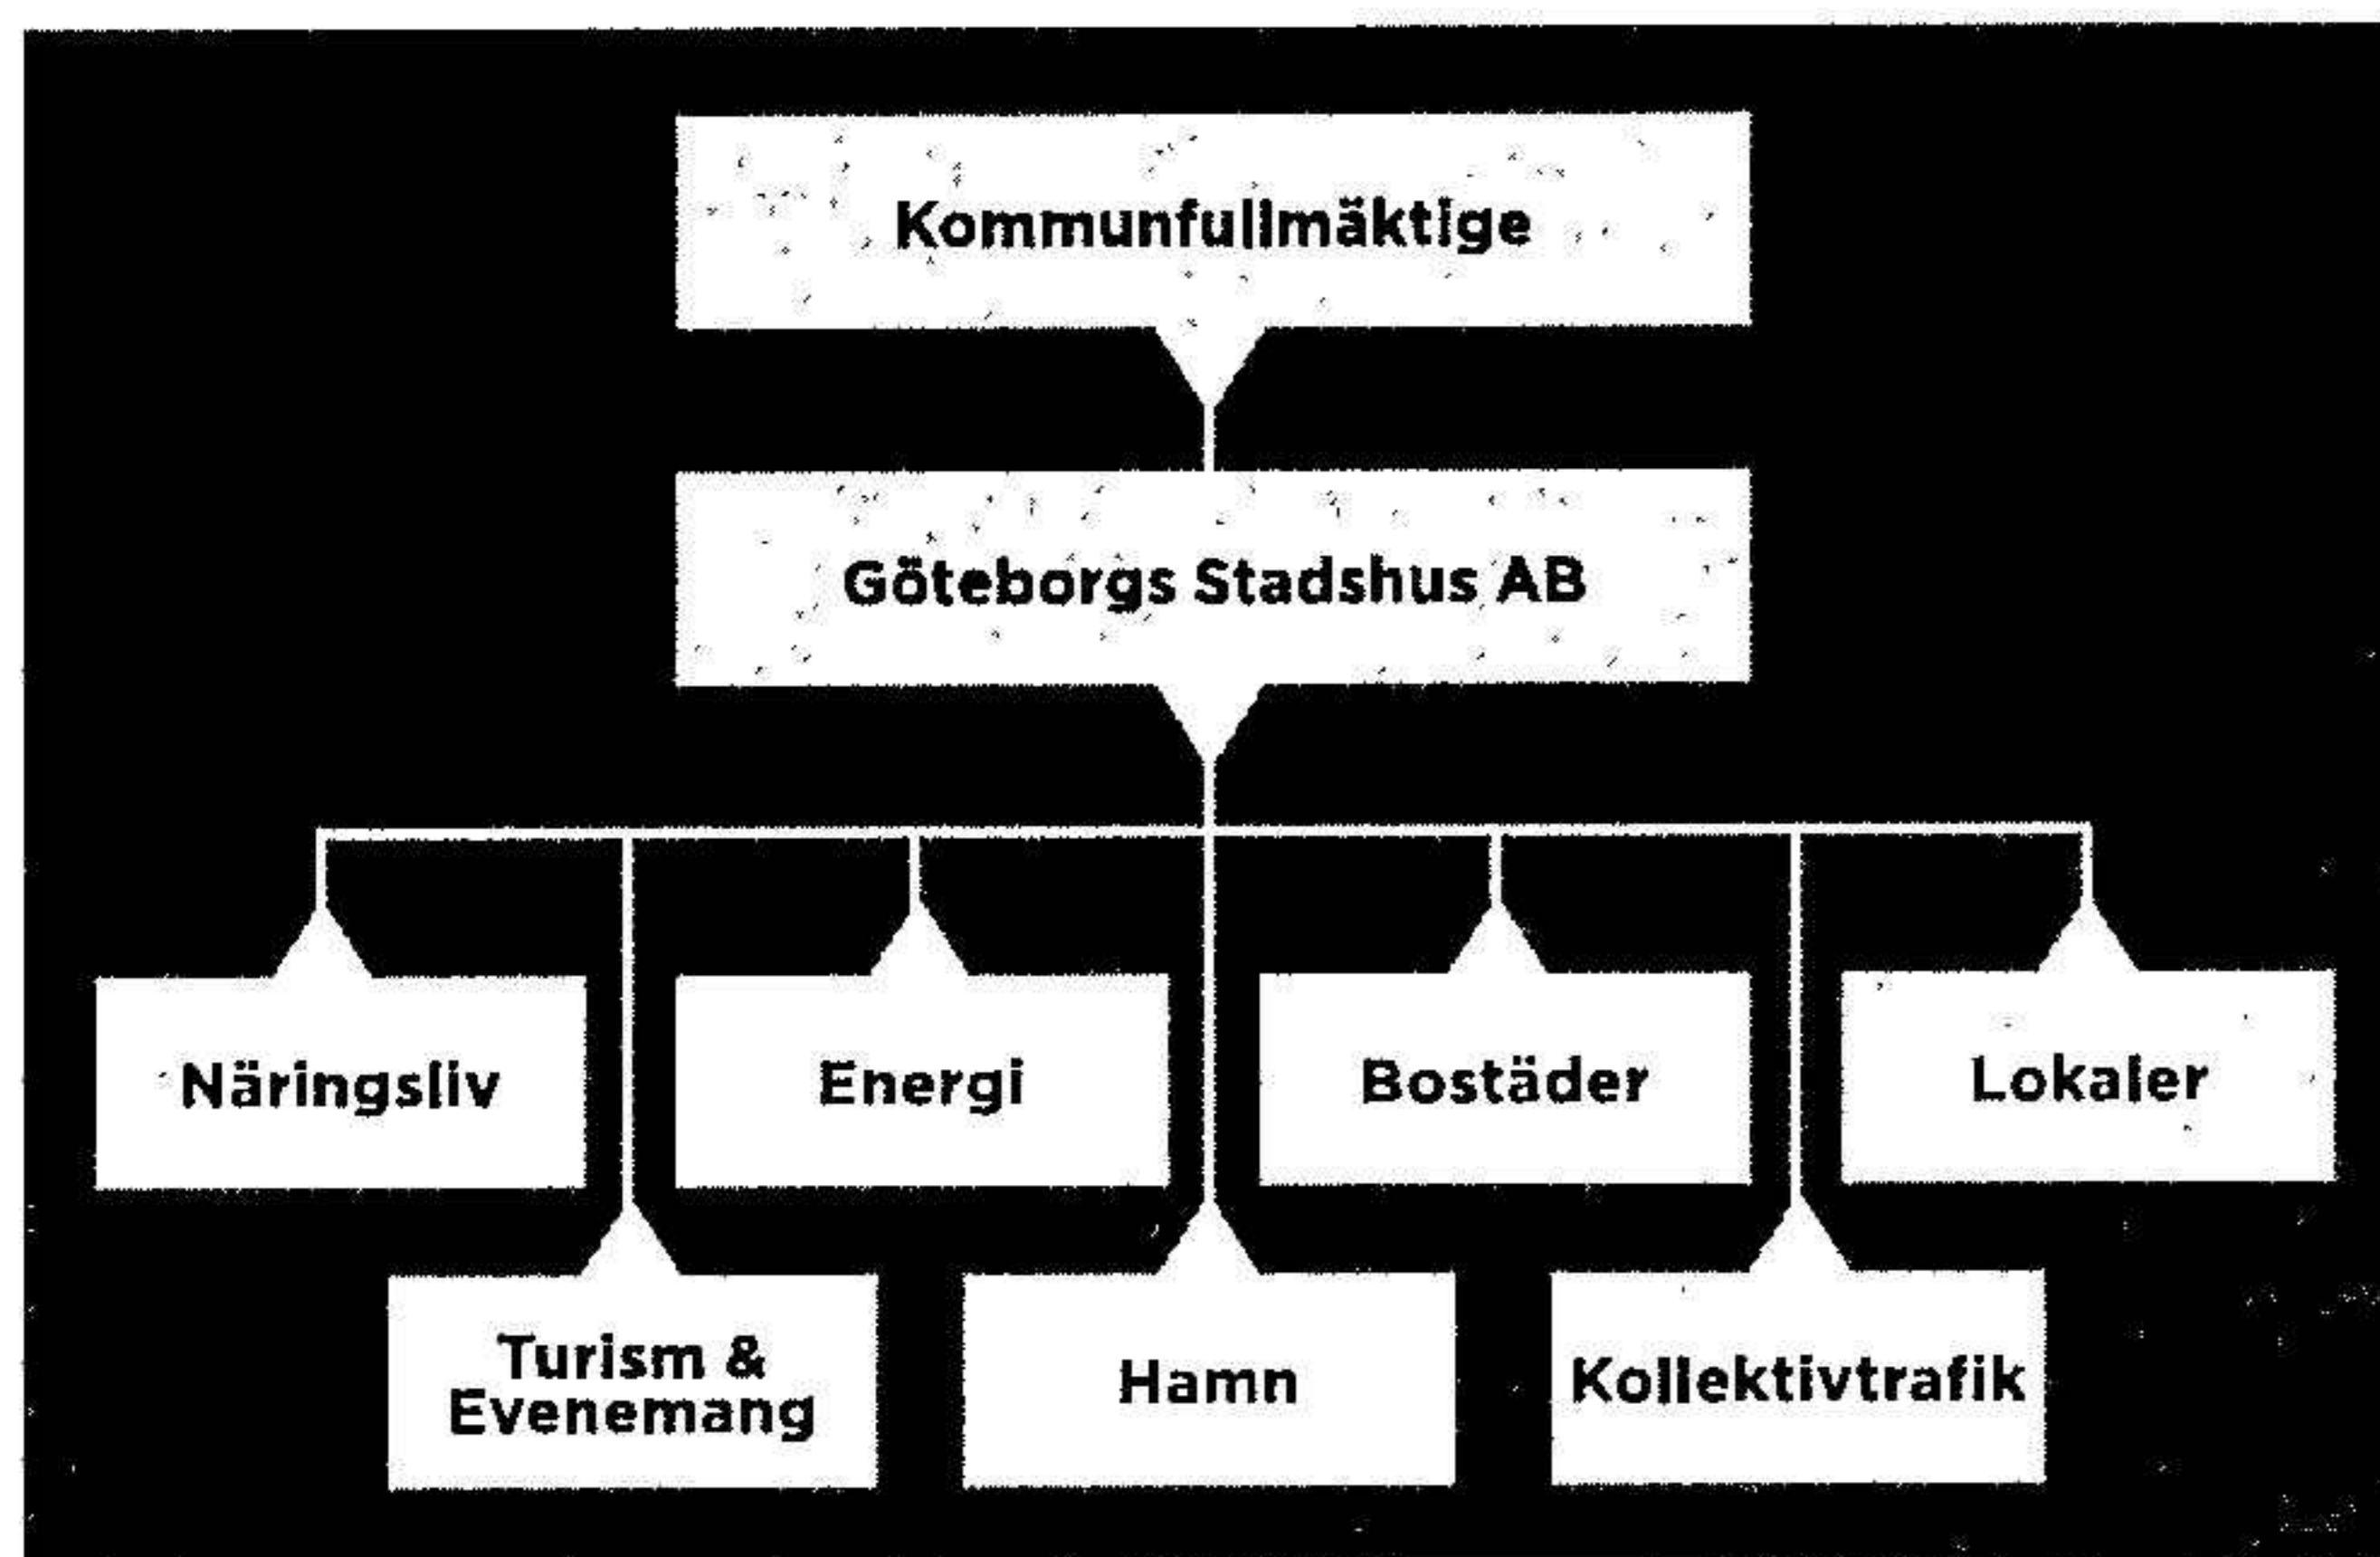 Kommunfullmäktige
Göteborgs Stadshus AB
Näringsliv
Energi
Bostäder
Lokaler
Turism &
Evenemang
Hamn
Kollektivtrafik